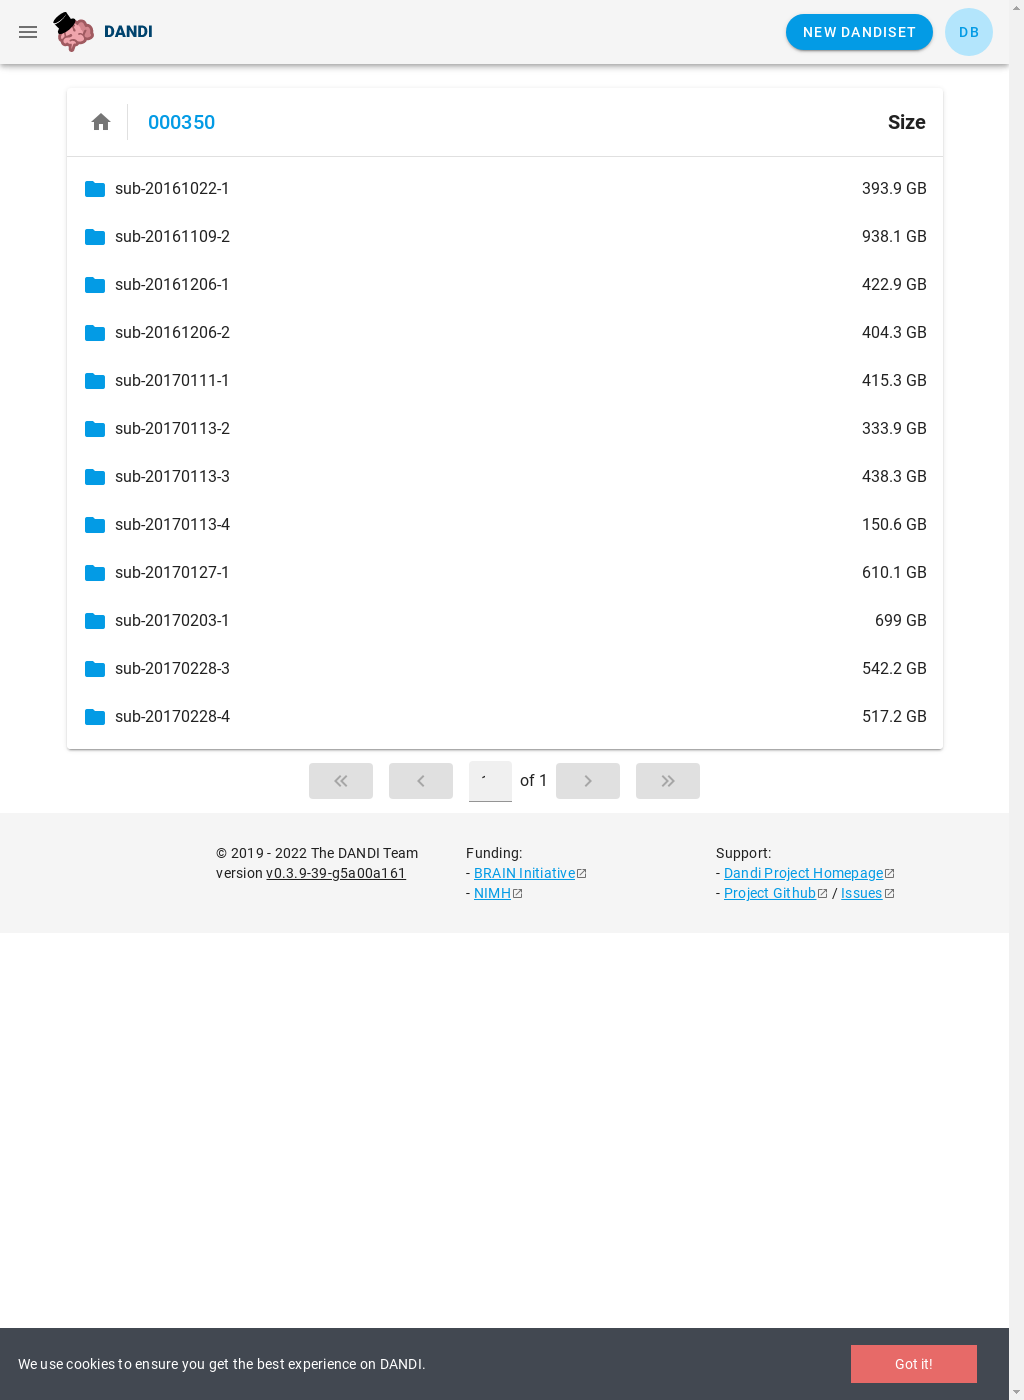 DANDI
NEW DANDISET
DB
000350
Size
sub-20161022-1 393.9 GB
sub-20161109-2 938.1 GB
sub-20161206-1 422.9 GB
sub-20161206-2 404.3 GB
sub-20170111-1 415.3 GB
sub-20170113-2 333.9 GB
sub-20170113-3 438.3 GB
sub-20170113-4 150.6 GB
sub-20170127-1 610.1 GB
sub-20170203-1 699 GB
sub-20170228-3 542.2 GB
sub-20170228-4 517.2 GB
of 1
© 2019 - 2022 The DANDI Team
version v0.3.9-39-g5a00a161
Funding:
- BRAIN Initiative
- NIMH
Support:
- Dandi Project Homepage
- Project Github / Issues
We use cookies to ensure you get the best experience on DANDI.
Got it!